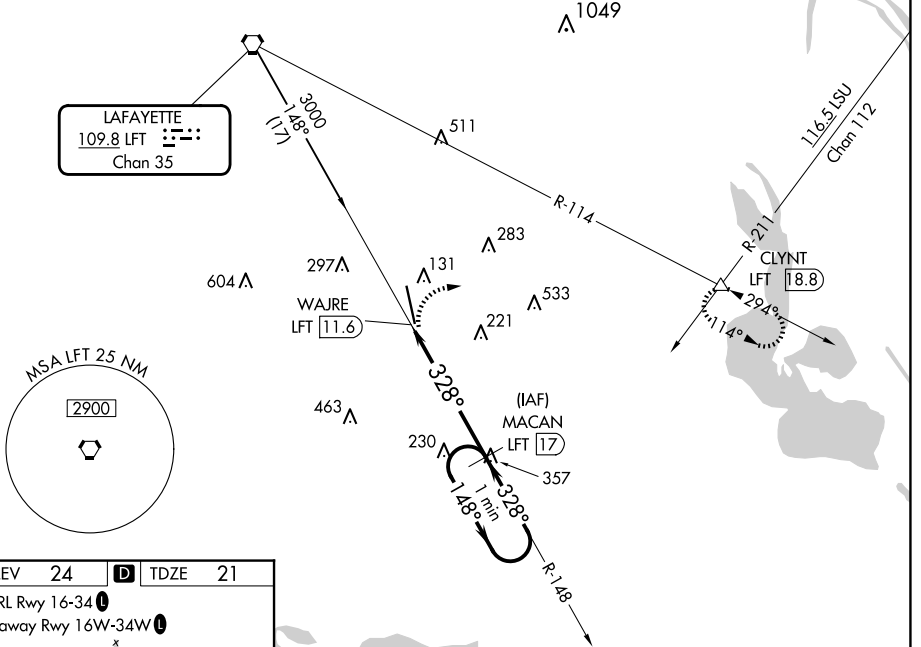 1049
LAFAYETTE
109.8 LFT
Chan 35
3000
148°
(17)
511
116.5 LSU
Chan 112
R-114
R-211
CLYNT
LFT 18.8
294°
114°
283
297
131
604
533
WAJRE
LFT 11.6
221
MSA LFT 25 NM
2900
328°
463
(IAF)
MACAN
LFT 17
230
357
148°
1 min
328°
R-148
EV 24 D TDZE 21
RL Rwy 16-34 L
away Rwy 16W-34W L
x